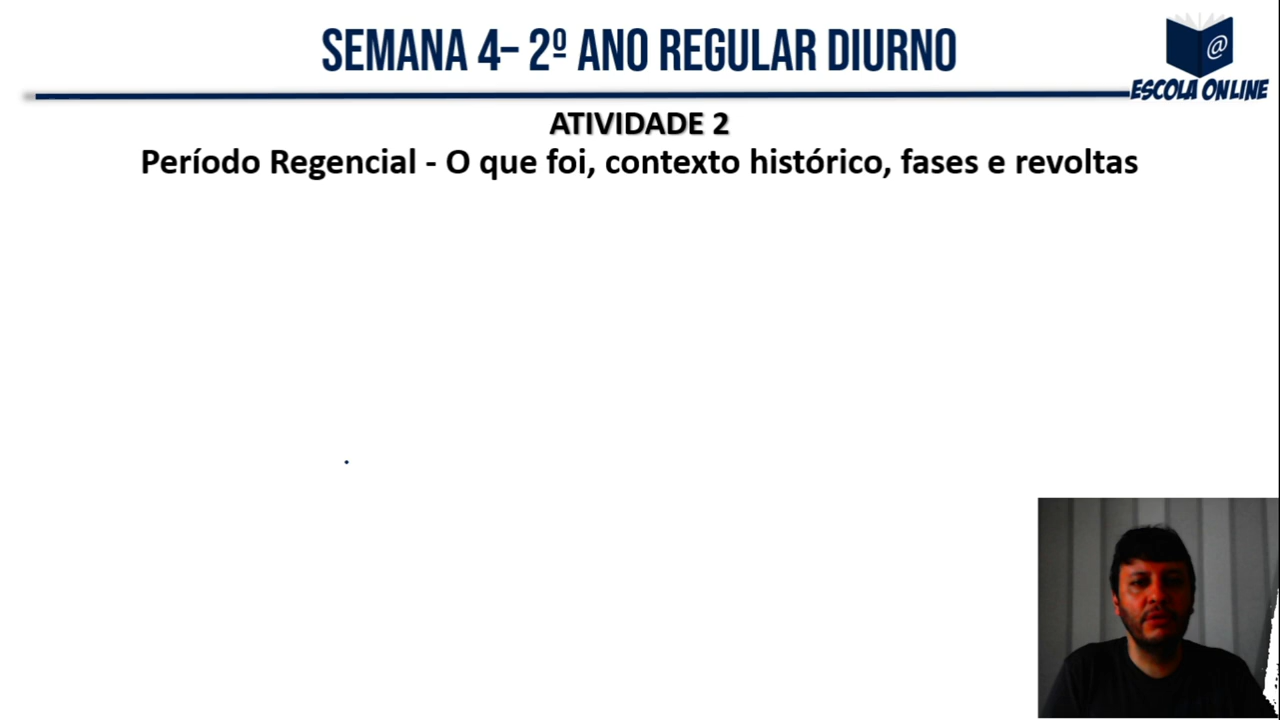 SEMANA 4– 2º ANO REGULAR DIURNO
@
ESCOLA ONLINE
ATIVIDADE 2
Período Regencial - O que foi, contexto histórico, fases e revoltas
.